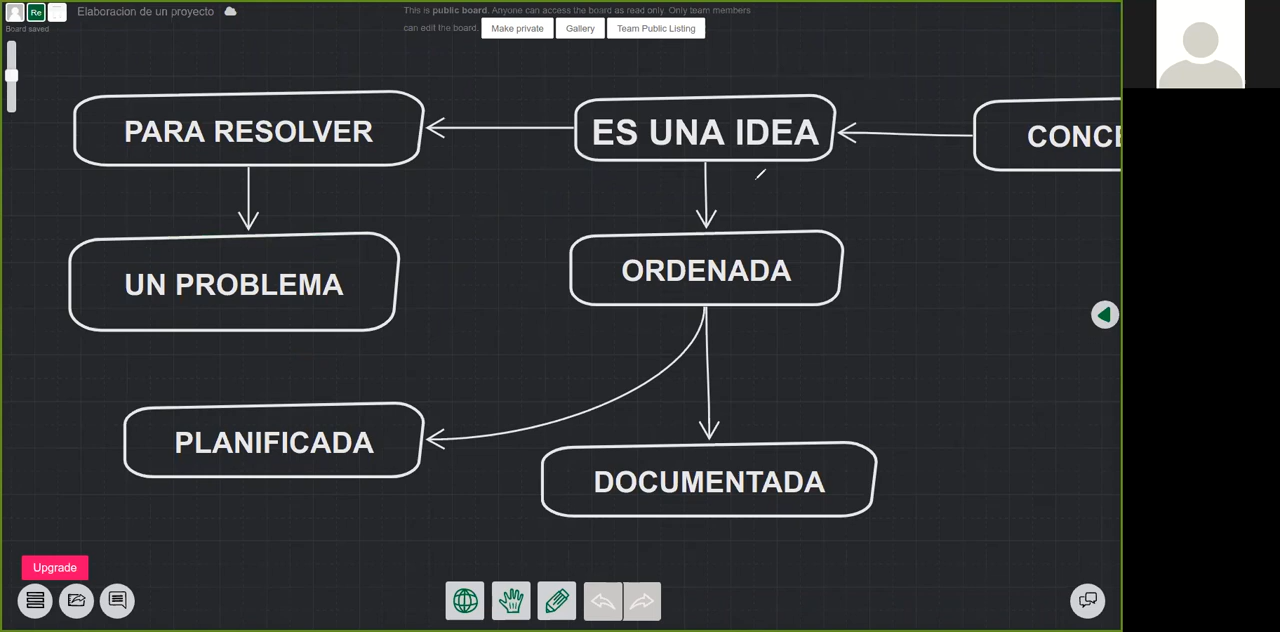 Re
Elaboracion de un proyecto
Board saved
This is public board. Anyone can access the board as read only. Only team members
can edit the board.
Make private
Gallery
Team Public Listing
PARA RESOLVER
ES UNA IDEA
CONCE
UN PROBLEMA
ORDENADA
PLANIFICADA
DOCUMENTADA
Upgrade